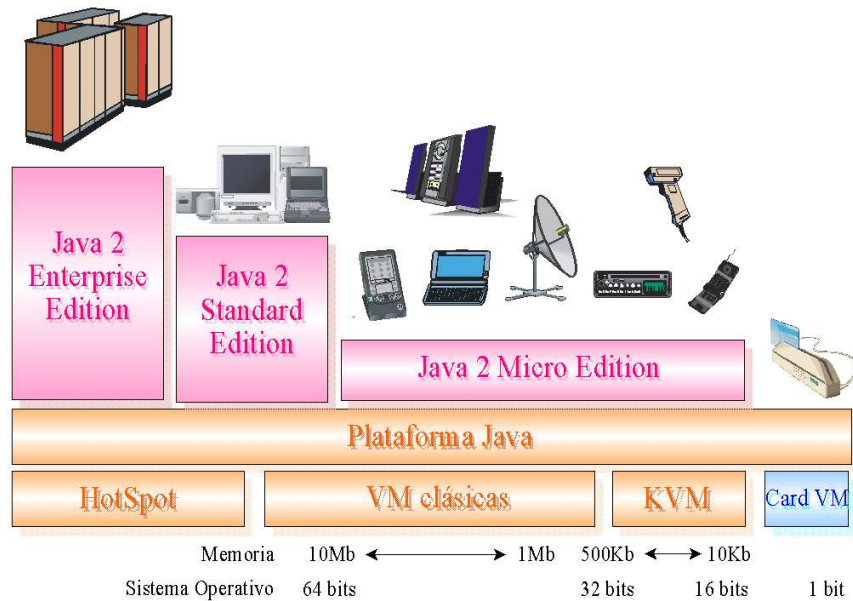 Java 2
Enterprise
Edition
Java 2
Standard
Edition
Java 2 Micro Edition
Plataforma Java
HotSpot
VM clásicas
KVM
Card VM
Memoria 10Mb 1Mb 500Kb 10Kb
Sistema Operativo 64 bits 32 bits 16 bits 1 bit